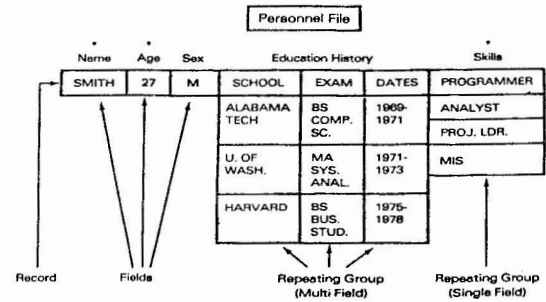 Personnel File
* * *
Name Age Sex Education History Skills
SMITH 27 M SCHOOL EXAM DATES PROGRAMMER
ALABAMA TECH BS COMP. SC. 1969-1971 ANALYST
PROJ. LDR.
U. OF WASH. MA SYS. ANAL. 1971-1973 MIS
HARVARD BS BUS. STUD. 1975-1978
Record Fields Repeating Group (Multi Field) Repeating Group (Single Field)